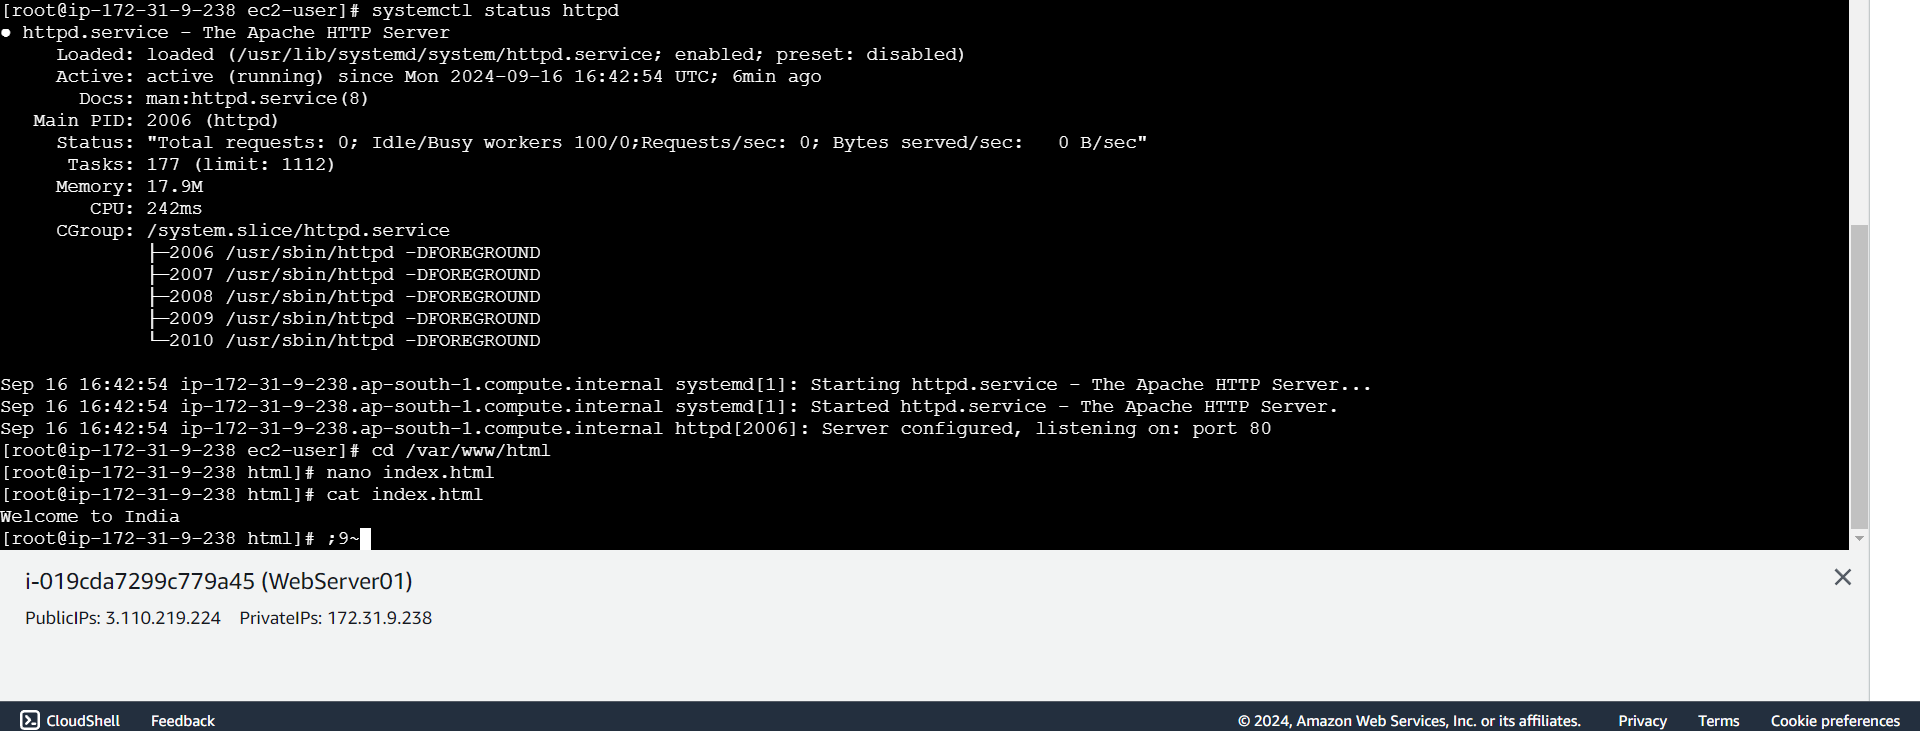 [root@ip-172-31-9-238 ec2-user]# systemctl status httpd
● httpd.service - The Apache HTTP Server
     Loaded: loaded (/usr/lib/systemd/system/httpd.service; enabled; preset: disabled)
     Active: active (running) since Mon 2024-09-16 16:42:54 UTC; 6min ago
       Docs: man:httpd.service(8)
   Main PID: 2006 (httpd)
     Status: "Total requests: 0; Idle/Busy workers 100/0;Requests/sec: 0; Bytes served/sec:   0 B/sec"
      Tasks: 177 (limit: 1112)
     Memory: 17.9M
        CPU: 242ms
     CGroup: /system.slice/httpd.service
             ├─2006 /usr/sbin/httpd -DFOREGROUND
             ├─2007 /usr/sbin/httpd -DFOREGROUND
             ├─2008 /usr/sbin/httpd -DFOREGROUND
             ├─2009 /usr/sbin/httpd -DFOREGROUND
             └─2010 /usr/sbin/httpd -DFOREGROUND
Sep 16 16:42:54 ip-172-31-9-238.ap-south-1.compute.internal systemd[1]: Starting httpd.service - The Apache HTTP Server...
Sep 16 16:42:54 ip-172-31-9-238.ap-south-1.compute.internal systemd[1]: Started httpd.service - The Apache HTTP Server.
Sep 16 16:42:54 ip-172-31-9-238.ap-south-1.compute.internal httpd[2006]: Server configured, listening on: port 80
[root@ip-172-31-9-238 ec2-user]# cd /var/www/html
[root@ip-172-31-9-238 html]# nano index.html
[root@ip-172-31-9-238 html]# cat index.html
Welcome to India
[root@ip-172-31-9-238 html]# ;9~
i-019cda7299c779a45 (WebServer01)
PublicIPs: 3.110.219.224 PrivateIPs: 172.31.9.238
CloudShell Feedback © 2024, Amazon Web Services, Inc. or its affiliates. Privacy Terms Cookie preferences